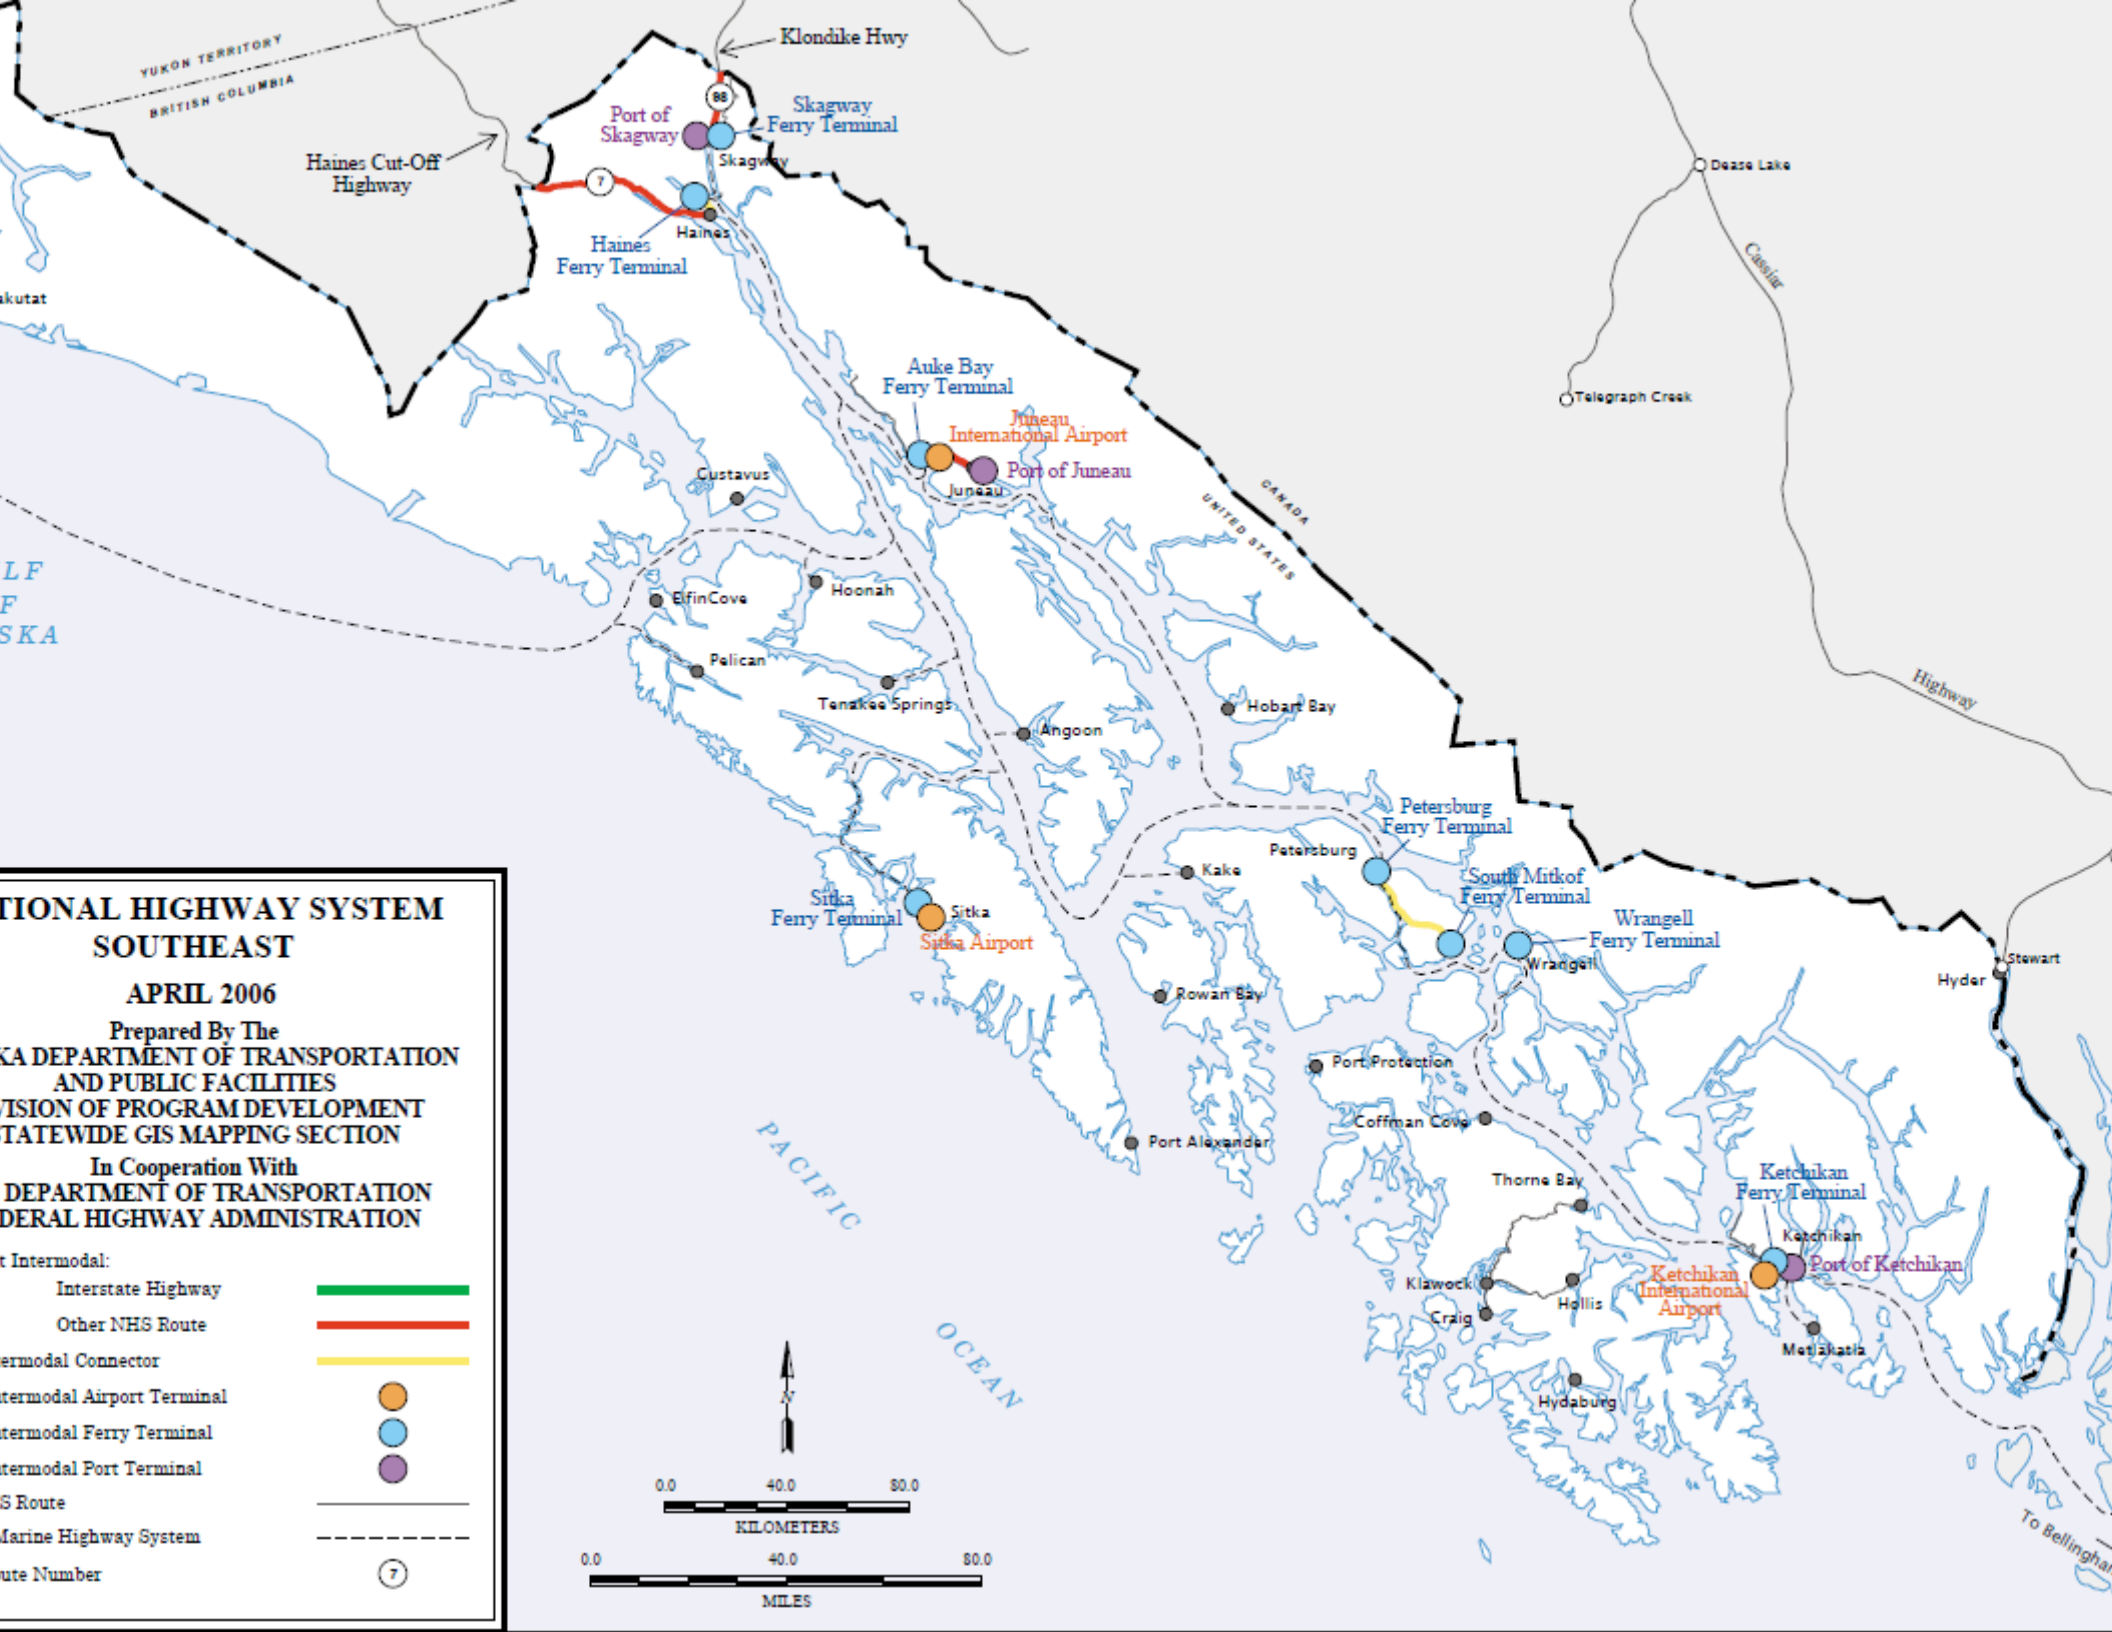 YUKON TERRITORY
BRITISH COLUMBIA
Klondike Hwy
98
Port of
Skagway
Skagway
Ferry Terminal
Skagway
Haines Cut-Off
Highway
7
Haines
Haines
Ferry Terminal
akutat
Dease Lake
Cassiar
Telegraph Creek
Auke Bay
Ferry Terminal
Juneau
International Airport
Port of Juneau
Juneau
Gustavus
CANADA
UNITED STATES
LF
F
SKA
ElfinCove
Hoonah
Pelican
Tenakee Springs
Angoon
Hobart Bay
Highway
Petersburg
Ferry Terminal
Petersburg
Kake
South Mitkof
Ferry Terminal
Sitka
Ferry Terminal
Sitka
Sitka Airport
Wrangell
Ferry Terminal
Wrangell
Stewart
Hyder
Rowan Bay
Port Protection
Coffman Cove
Port Alexander
PACIFIC
OCEAN
Thorne Bay
Ketchikan
Ferry Terminal
Ketchikan
Port of Ketchikan
Ketchikan
International
Airport
Klawock
Hollis
Craig
Metlakatla
Hydaburg
To Bellingha
TIONAL HIGHWAY SYSTEM
SOUTHEAST
APRIL 2006
Prepared By The
KA DEPARTMENT OF TRANSPORTATION
AND PUBLIC FACILITIES
VISION OF PROGRAM DEVELOPMENT
STATEWIDE GIS MAPPING SECTION
In Cooperation With
DEPARTMENT OF TRANSPORTATION
DERAL HIGHWAY ADMINISTRATION
t Intermodal:
Interstate Highway
Other NHS Route
termodal Connector
ntermodal Airport Terminal
ntermodal Ferry Terminal
ntermodal Port Terminal
S Route
Marine Highway System
ute Number
7
N
0.0 40.0 80.0
KILOMETERS
0.0 40.0 80.0
MILES